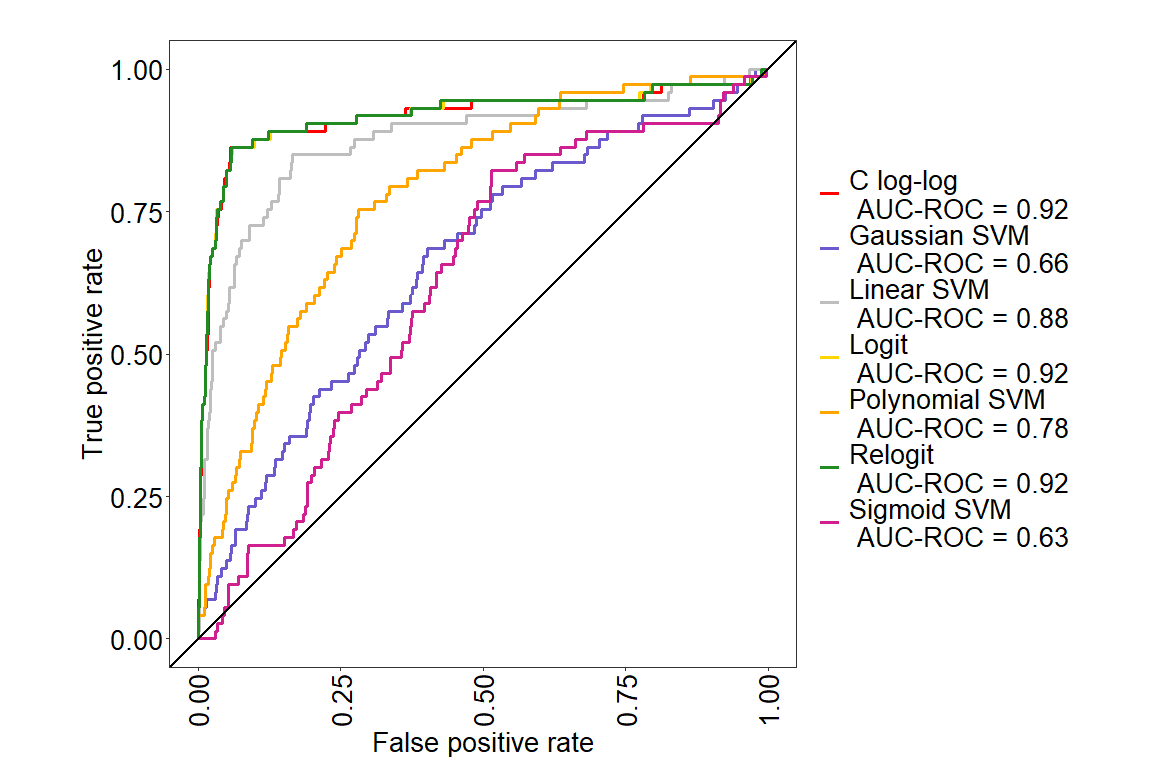 1.00
0.75
0.50
0.25
0.00
True positive rate
0.00
0.25
0.50
0.75
1.00
False positive rate
C log-log
AUC-ROC = 0.92
Gaussian SVM
AUC-ROC = 0.66
Linear SVM
AUC-ROC = 0.88
Logit
AUC-ROC = 0.92
Polynomial SVM
AUC-ROC = 0.78
Relogit
AUC-ROC = 0.92
Sigmoid SVM
AUC-ROC = 0.63